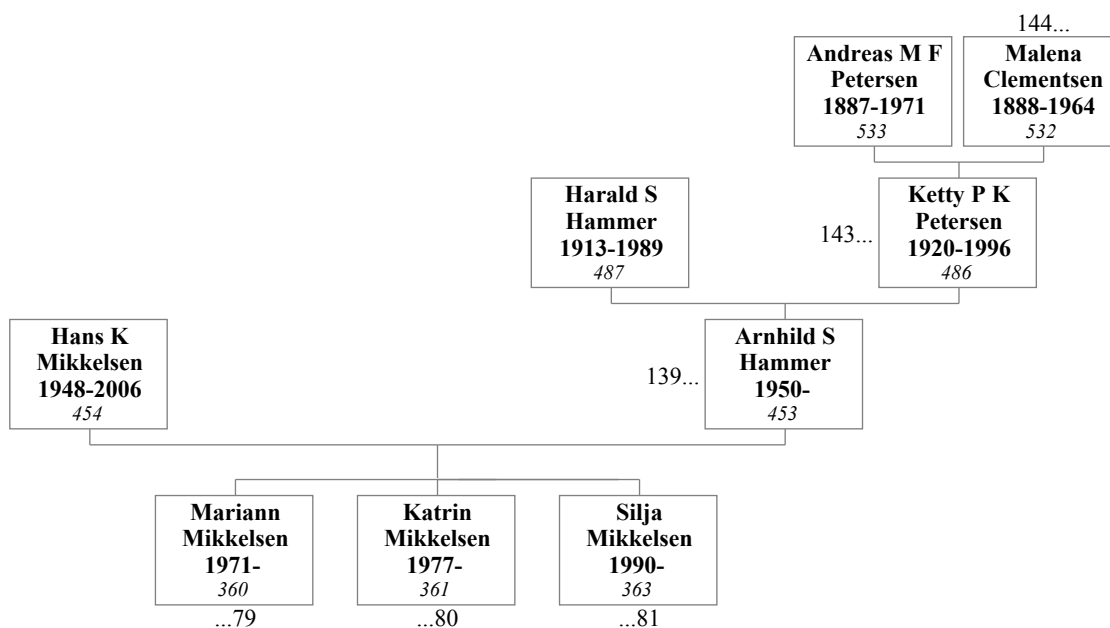 144...
Andreas M F
Petersen
1887-1971
533
Malena
Clementsen
1888-1964
532
Harald S
Hammer
1913-1989
487
143...
Ketty P K
Petersen
1920-1996
486
Hans K
Mikkelsen
1948-2006
454
139...
Arnhild S
Hammer
1950-
453
Mariann
Mikkelsen
1971-
360
...79
Katrin
Mikkelsen
1977-
361
...80
Silja
Mikkelsen
1990-
363
...81